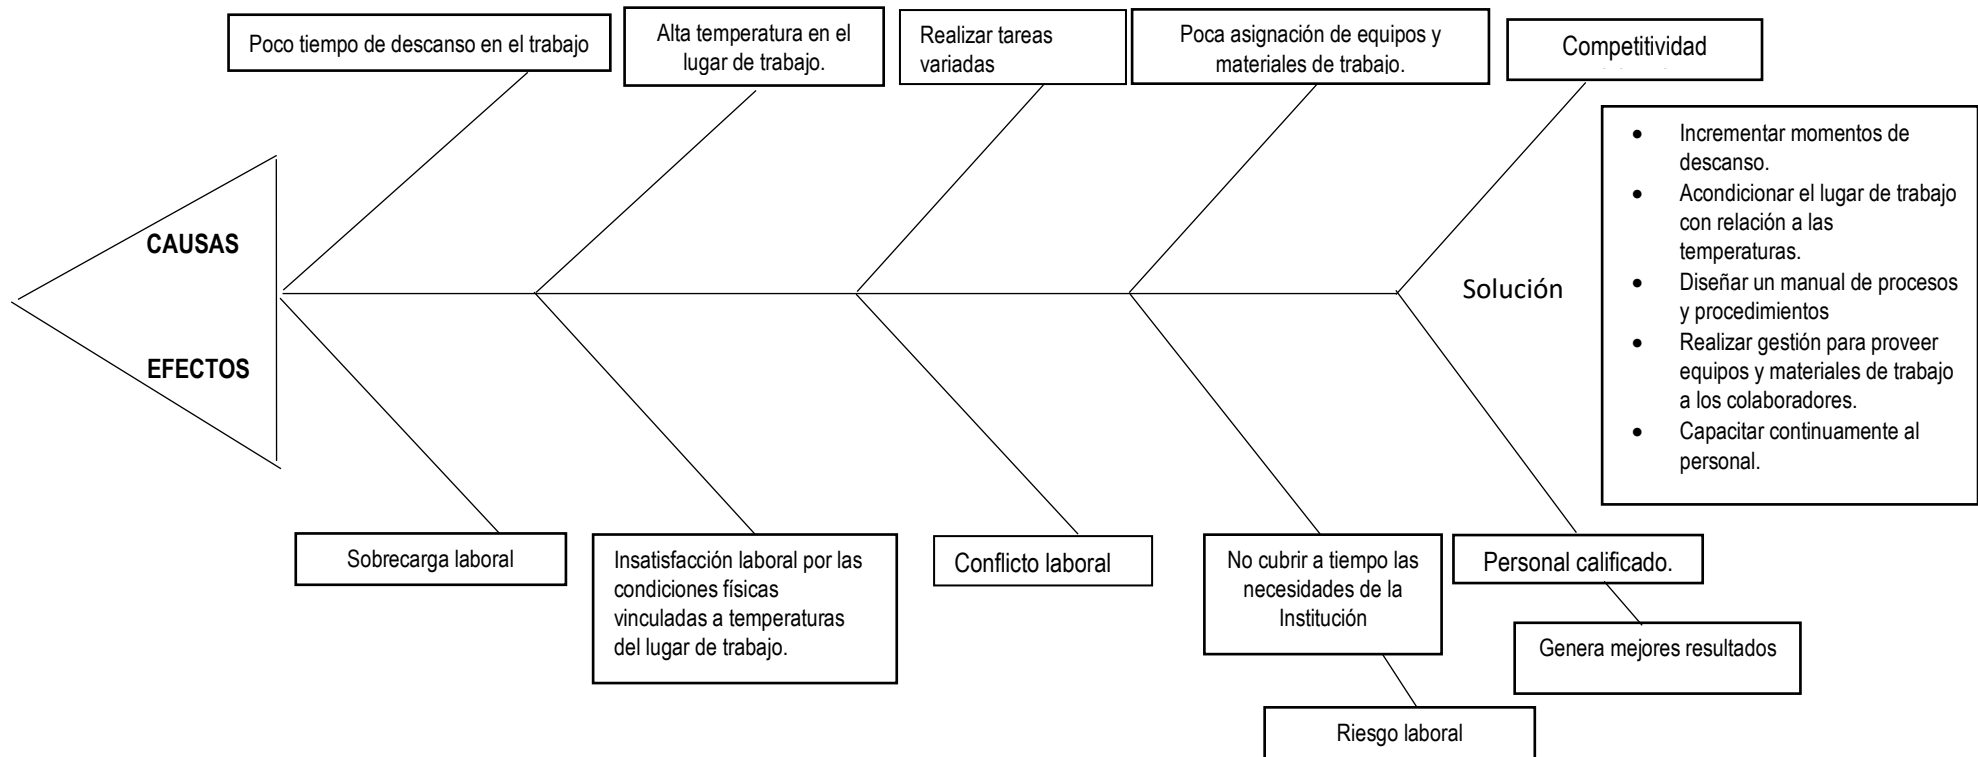 Poco tiempo de descanso en el trabajo
Alta temperatura en el
lugar de trabajo.
Realizar tareas
variadas
Poca asignación de equipos y
materiales de trabajo.
Competitividad
• Incrementar momentos de
descanso.
• Acondicionar el lugar de trabajo
con relación a las
temperaturas.
• Diseñar un manual de procesos
y procedimientos
• Realizar gestión para proveer
equipos y materiales de trabajo
a los colaboradores.
• Capacitar continuamente al
personal.
CAUSAS
Solución
EFECTOS
Sobrecarga laboral
Insatisfacción laboral por las
condiciones físicas
vinculadas a temperaturas
del lugar de trabajo.
Conflicto laboral
No cubrir a tiempo las
necesidades de la
Institución
Personal calificado.
Genera mejores resultados
Riesgo laboral